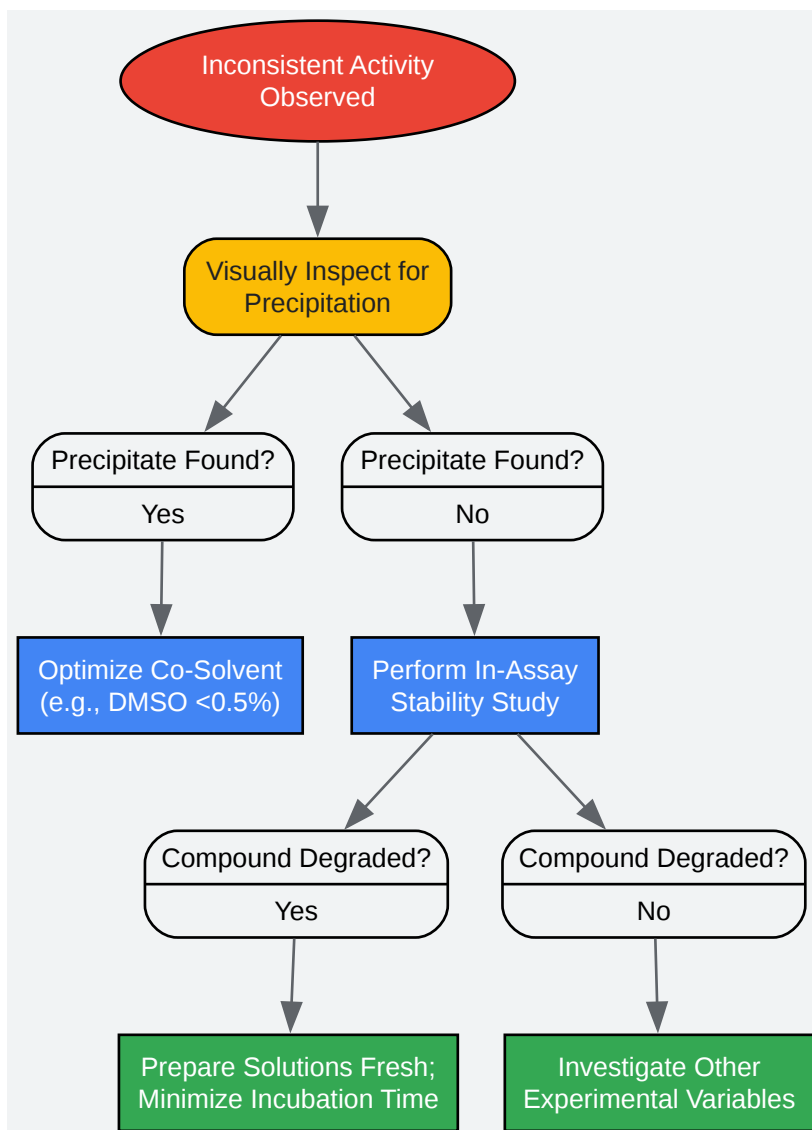 Inconsistent Activity
Observed
Visually Inspect for
Precipitation
Precipitate Found?
Yes
Precipitate Found?
No
Optimize Co-Solvent
(e.g., DMSO <0.5%)
Perform In-Assay
Stability Study
Compound Degraded?
Yes
Compound Degraded?
No
Prepare Solutions Fresh;
Minimize Incubation Time
Investigate Other
Experimental Variables